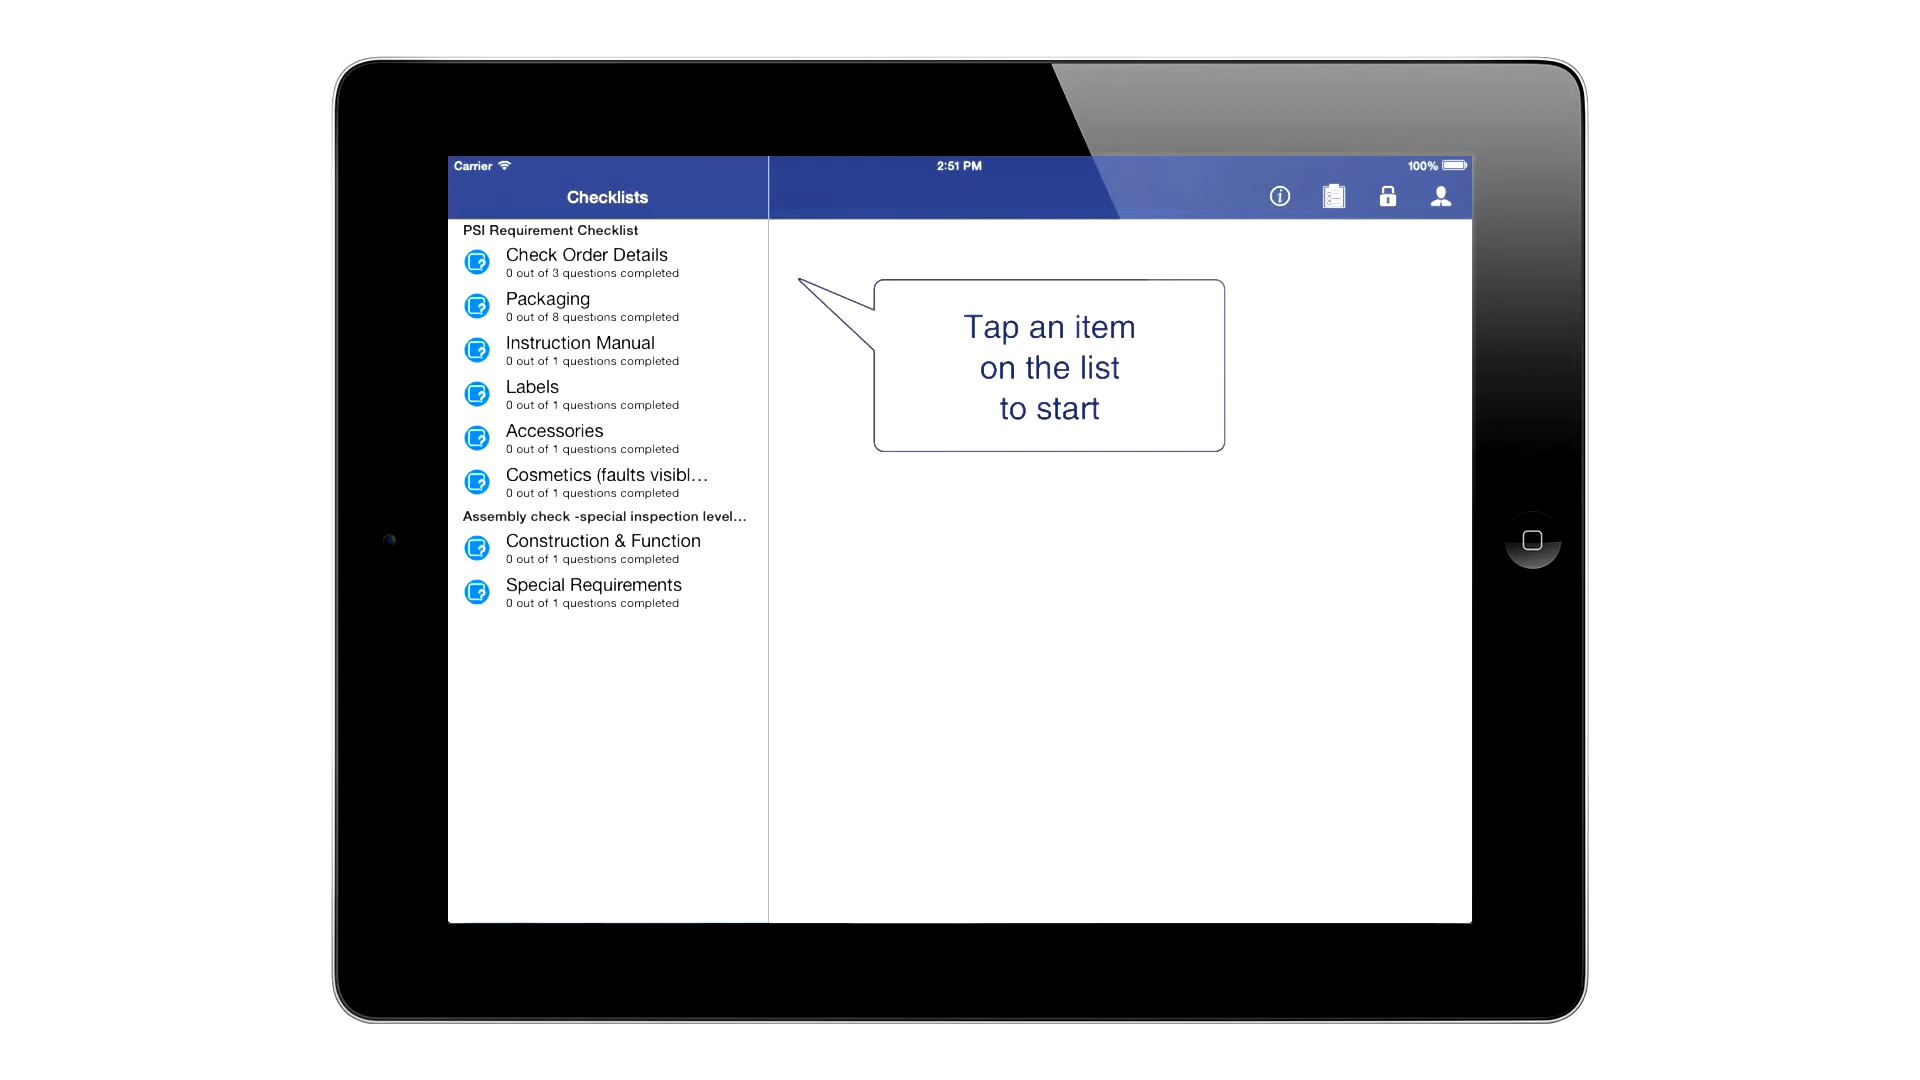 Carrier
2:51 PM
100%
Checklists
PSI Requirement Checklist
Check Order Details
0 out of 3 questions completed
Packaging
0 out of 8 questions completed
Instruction Manual
0 out of 1 questions completed
Labels
0 out of 1 questions completed
Accessories
0 out of 1 questions completed
Cosmetics (faults visibl...
0 out of 1 questions completed
Assembly check -special inspection level...
Construction & Function
0 out of 1 questions completed
Special Requirements
0 out of 1 questions completed
Tap an item
on the list
to start